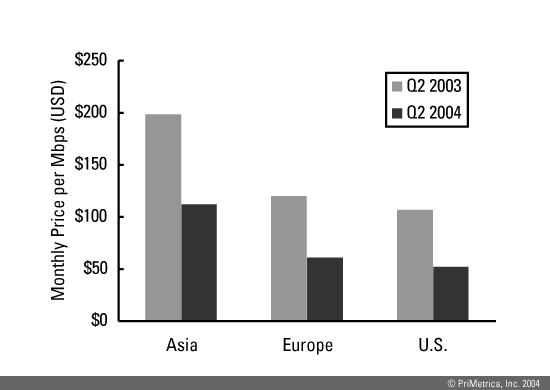 Monthly Price per Mbps (USD)
$250
$200
$150
$100
$50
$0
Q2 2003
Q2 2004
Asia
Europe
U.S.
© PriMetrica, Inc. 2004